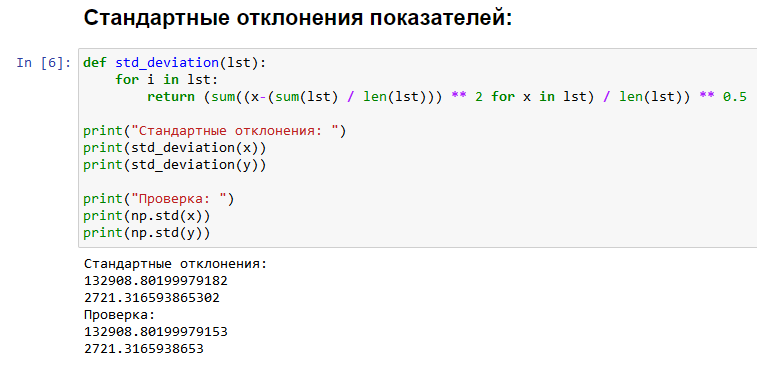 Стандартные отклонения показателей:
In [6]: def std_deviation(lst):
    for i in lst:
        return (sum((x-(sum(lst) / len(lst))) ** 2 for x in lst) / len(lst)) ** 0.5
print("Стандартные отклонения: ")
print(std_deviation(x))
print(std_deviation(y))
print("Проверка: ")
print(np.std(x))
print(np.std(y))
Стандартные отклонения:
132908.80199979182
2721.316593865302
Проверка:
132908.80199979153
2721.3165938653